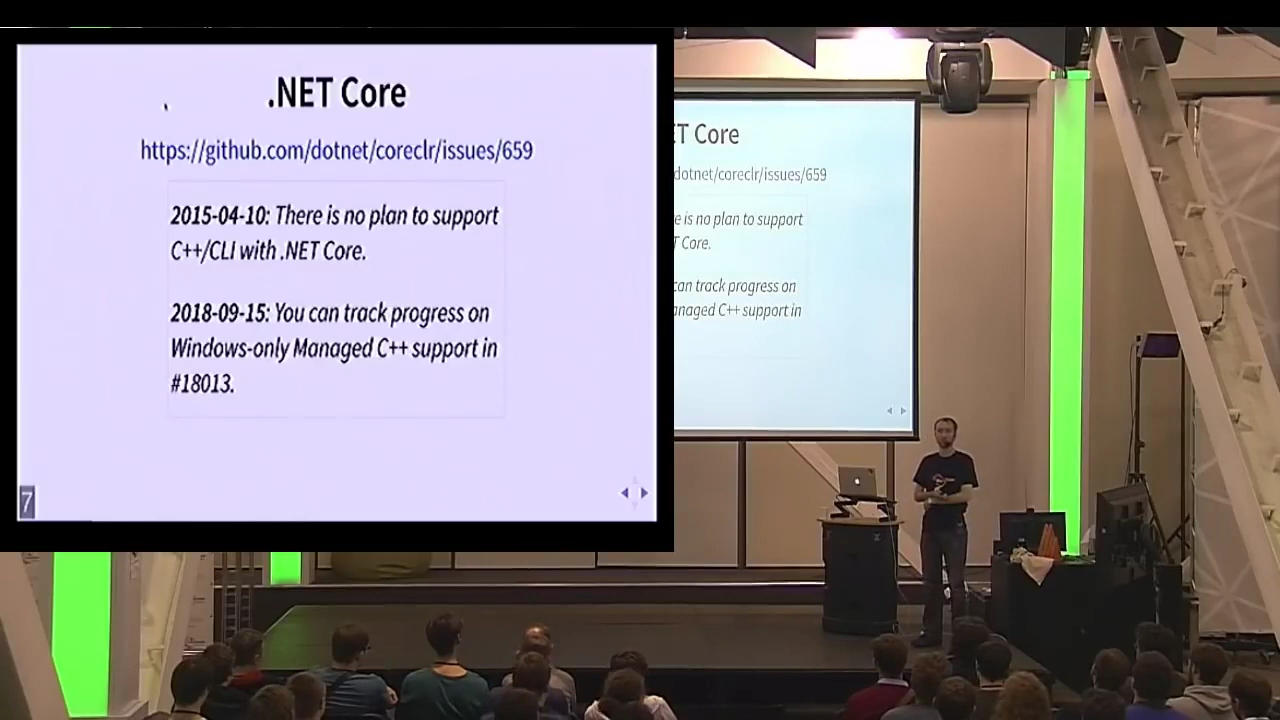 .NET Core
https://github.com/dotnet/coreclr/issues/659
2015-04-10: There is no plan to support
C++/CLI with .NET Core.
2018-09-15: You can track progress on
Windows-only Managed C++ support in
#18013.
7
ET Core
dotnet/coreclr/issues/659
e is no plan to support
T Core.
can track progress on
anaged C++ support in